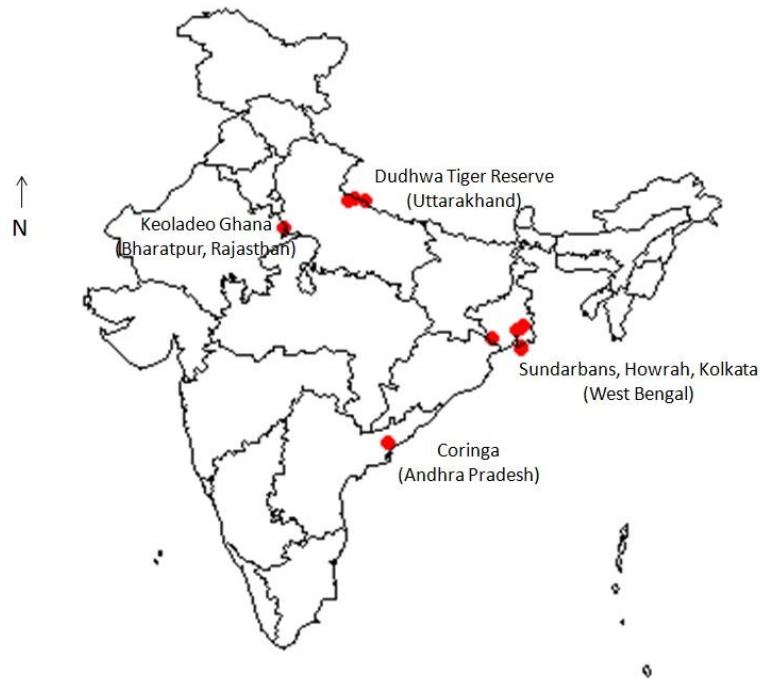 Dudhwa Tiger Reserve
(Uttarakhand)
N
Keoladeo Ghana
(Bharatpur, Rajasthan)
Sundarbans, Howrah, Kolkata
(West Bengal)
Coringa
(Andhra Pradesh)